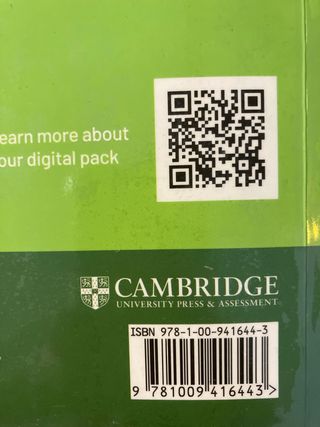 earn more about
our digital pack
CAMBRIDGE
UNIVERSITY PRESS & ASSESSMENT
ISBN 978-1-00-941644-3
9 781009 416443 >